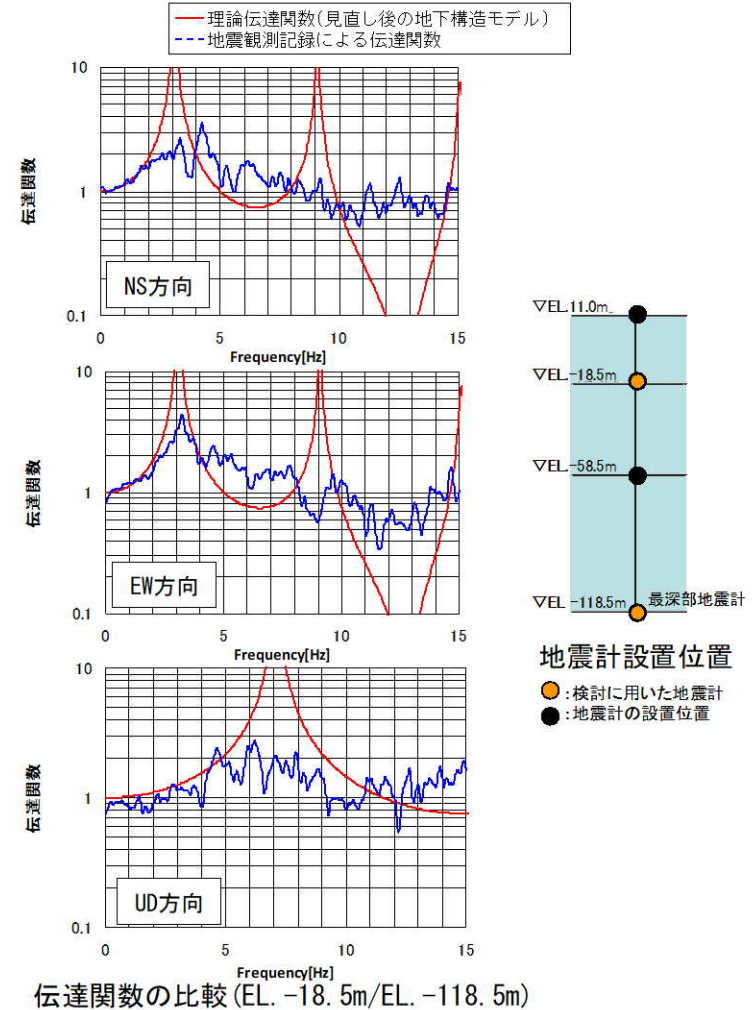 理論伝達関数(見直し後の地下構造モデル)
地震観測記録による伝達関数
10
1
0.1
伝達関数
NS方向
0 5 10 15
Frequency[Hz]
10
1
0.1
伝達関数
EW方向
0 5 10 15
Frequency[Hz]
10
1
0.1
伝達関数
UD方向
0 5 10 15
Frequency[Hz]
伝達関数の比較(EL.-18.5m/EL.-118.5m)
▽EL.11.0m
▽EL.-18.5m
▽EL.-58.5m
▽EL -118.5m 最深部地震計
地震計設置位置
:検討に用いた地震計
:地震計の設置位置